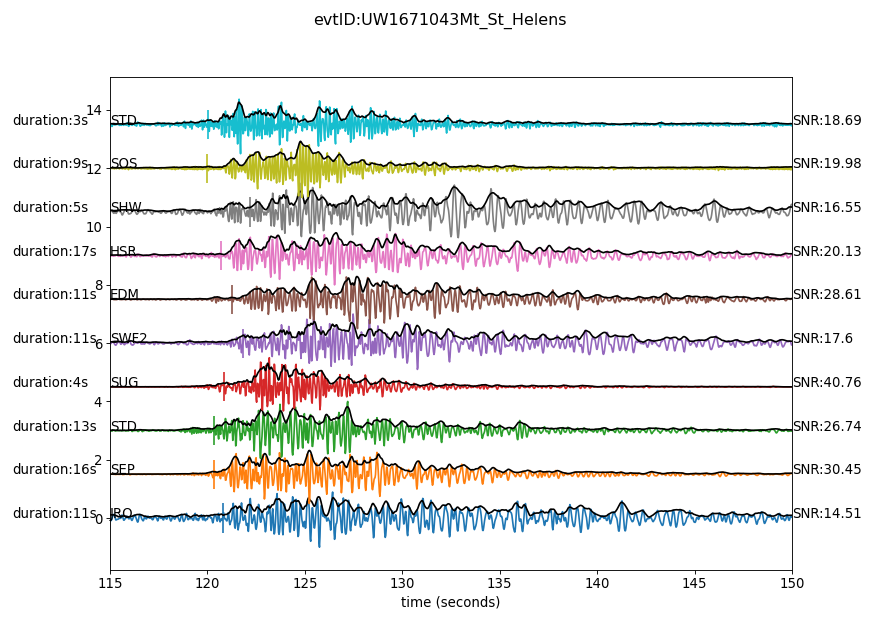 evtID:UW1671043Mt_St_Helens
14
duration:3s STD SNR:18.69
duration:9s 12 SOS SNR:19.98
duration:5s SHW SNR:16.55
10
duration:17s HSR SNR:20.13
8
duration:11s EDM SNR:28.61
duration:11s 6 SWF2 SNR:17.6
duration:4s SUG SNR:40.76
4
duration:13s STD SNR:26.74
2
duration:16s SEP SNR:30.45
duration:11s 0 JRO SNR:14.51
115 120 125 130 135 140 145 150
time (seconds)